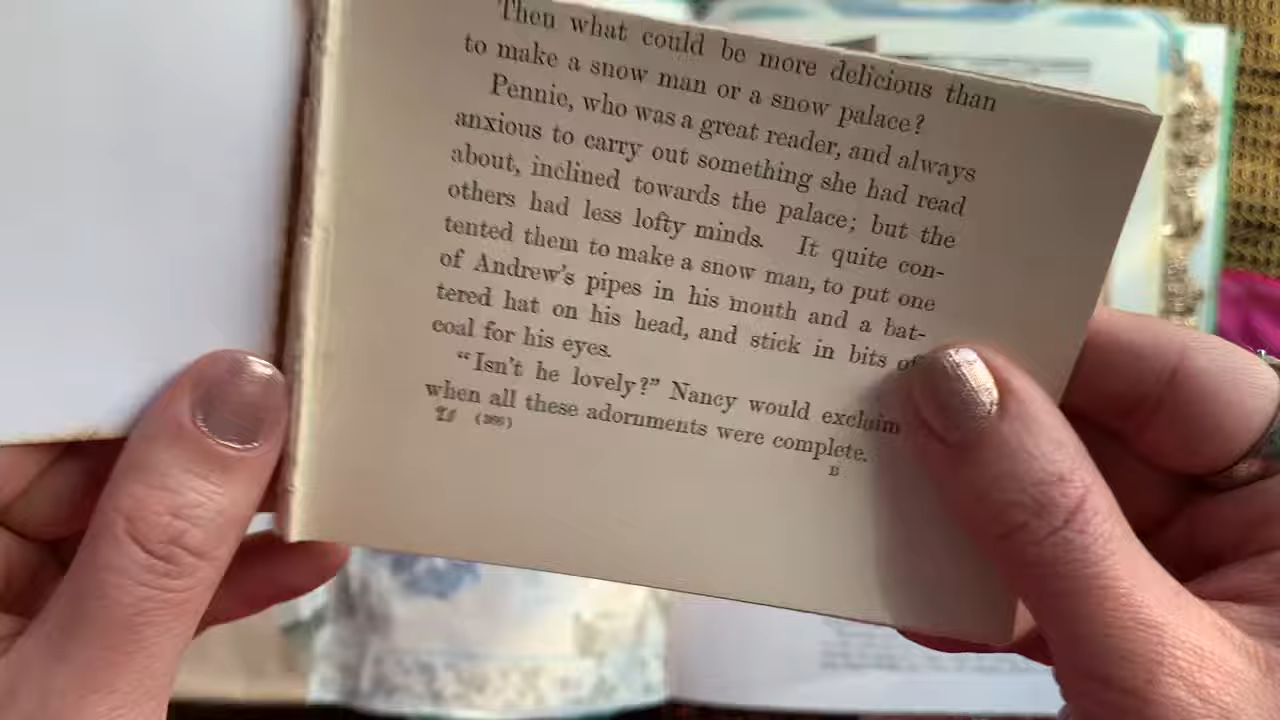 Then what could be more delicious than
to make a snow man or a snow palace?
Pennie, who was a great reader, and always
anxious to carry out something she had read
about, inclined towards the palace; but the
others had less lofty minds. It quite con-
tented them to make a snow man, to put one
of Andrew's pipes in his mouth and a bat-
tered hat on his head, and stick in bits of
coal for his eyes.
"Isn't he lovely?" Nancy would exclaim
when all these adornments were complete.
(366)
B